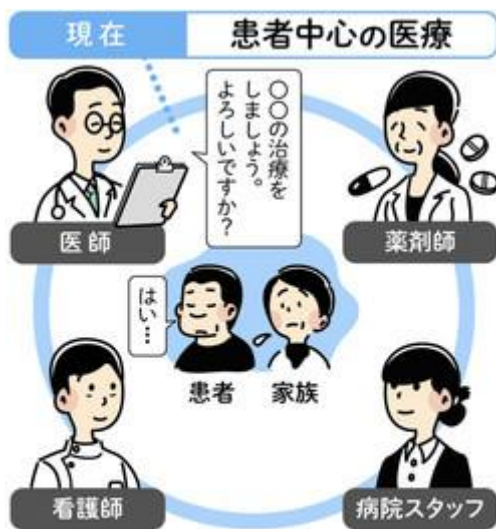 現在
患者中心の医療
〇〇の治療を
しましょう。
よろしいですか？
医師
薬剤師
はい…
患者
家族
看護師
病院スタッフ